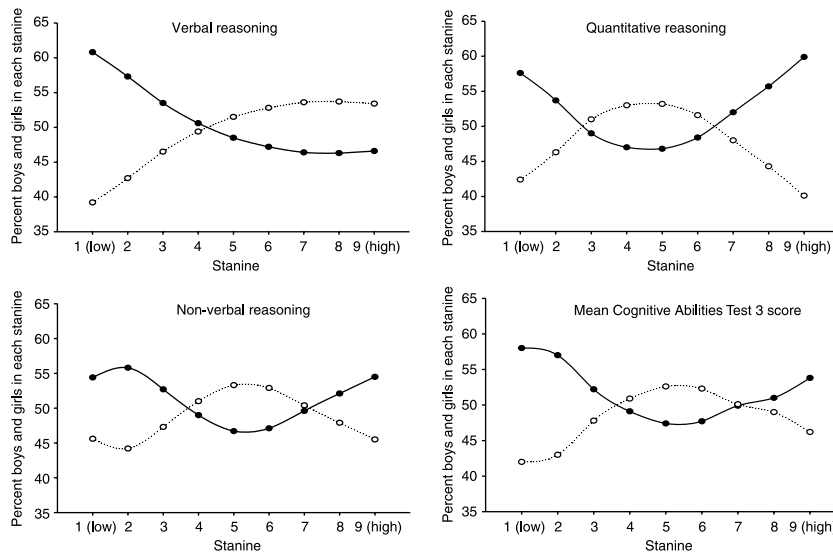 Verbal reasoning
Percent boys and girls in each stanine
65
60
55
50
45
40
35
1 (low) 2 3 4 5 6 7 8 9 (high)
Stanine
Quantitative reasoning
Percent boys and girls in each stanine
65
60
55
50
45
40
35
1 (low) 2 3 4 5 6 7 8 9 (high)
Stanine
Non-verbal reasoning
Percent boys and girls in each stanine
65
60
55
50
45
40
35
1 (low) 2 3 4 5 6 7 8 9 (high)
Stanine
Mean Cognitive Abilities Test 3 score
Percent boys and girls in each stanine
65
60
55
50
45
40
35
1 (low) 2 3 4 5 6 7 8 9 (high)
Stanine